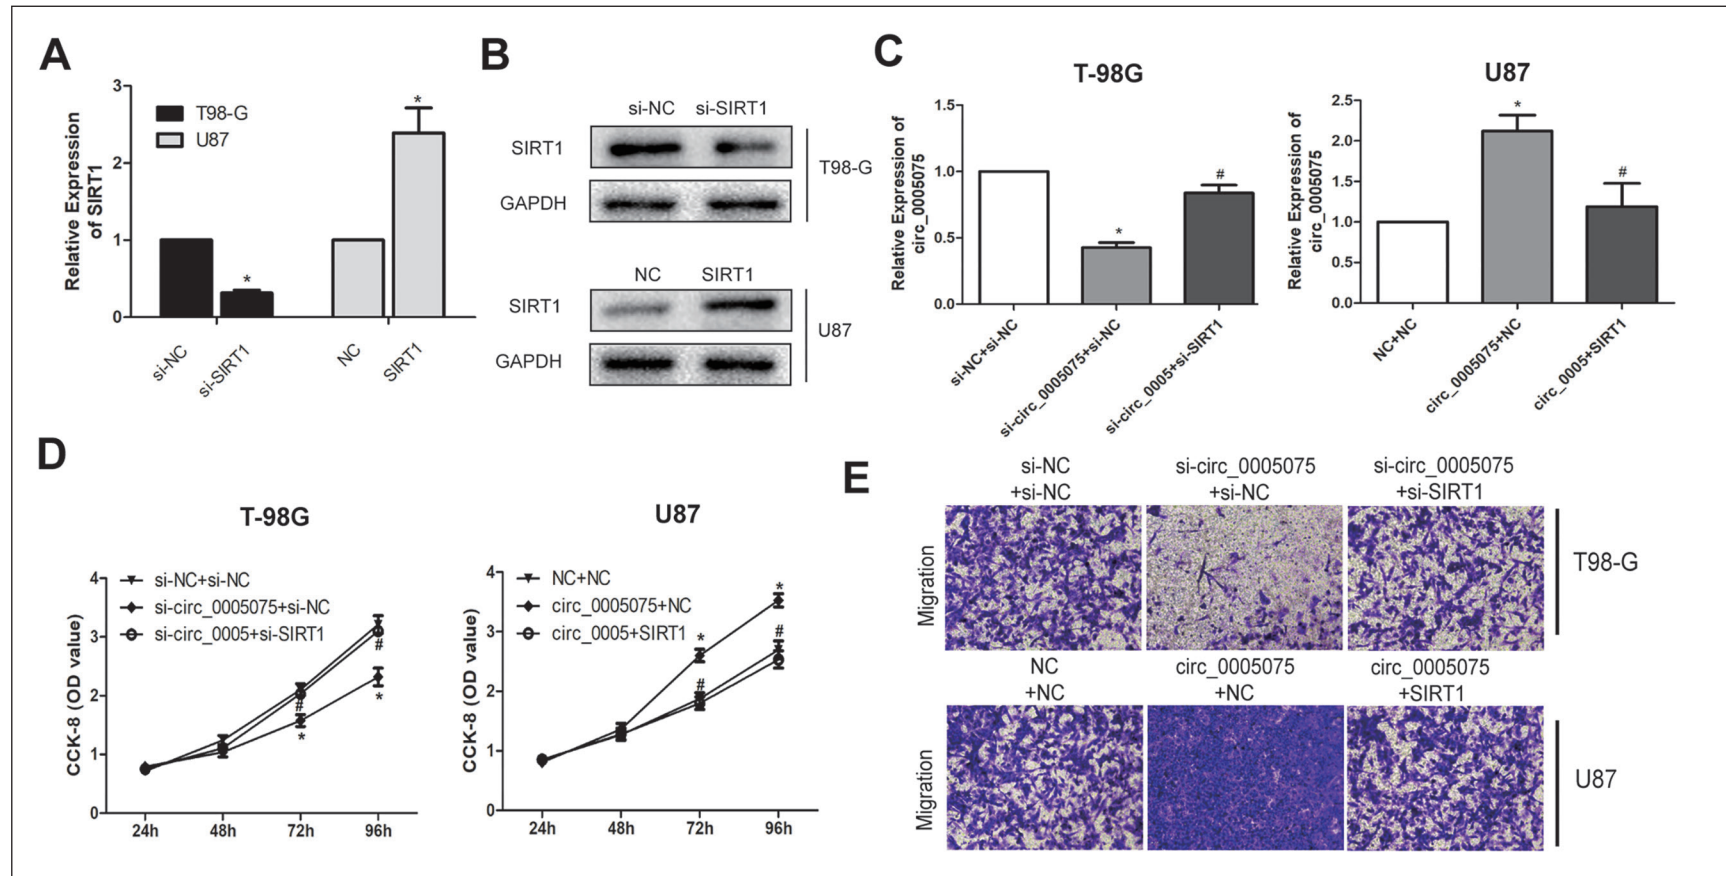 A
Relative Expression
of SIRT1
3
2
1
0
T98-G
U87
*
*
si-NC
si-SIRT1
NC
SIRT1
B
si-NC si-SIRT1
SIRT1
GAPDH
T98-G
NC SIRT1
SIRT1
GAPDH
U87
C
T-98G
Relative Expression of
circ_0005075
1.5
1.0
0.5
0.0
*
#
si-NC+si-NC
si-circ_0005075+si-NC
si-circ_0005+si-SIRT1
U87
Relative Expression of
circ_0005075
2.5
2.0
1.5
1.0
0.5
0.0
*
#
NC+NC
circ_0005075+NC
circ_0005+SIRT1
D
T-98G
CCK-8 (OD value)
4
3
2
1
0
si-NC+si-NC
si-circ_0005075+si-NC
si-circ_0005+si-SIRT1
#
*
#
*
24h 48h 72h 96h
U87
CCK-8 (OD value)
4
3
2
1
0
NC+NC
circ_0005075+NC
circ_0005+SIRT1
*
#
*
#
24h 48h 72h 96h
E
si-NC
+si-NC
si-circ_0005075
+si-NC
si-circ_0005075
+si-SIRT1
Migration
T98-G
NC
+NC
circ_0005075
+NC
circ_0005075
+SIRT1
Migration
U87